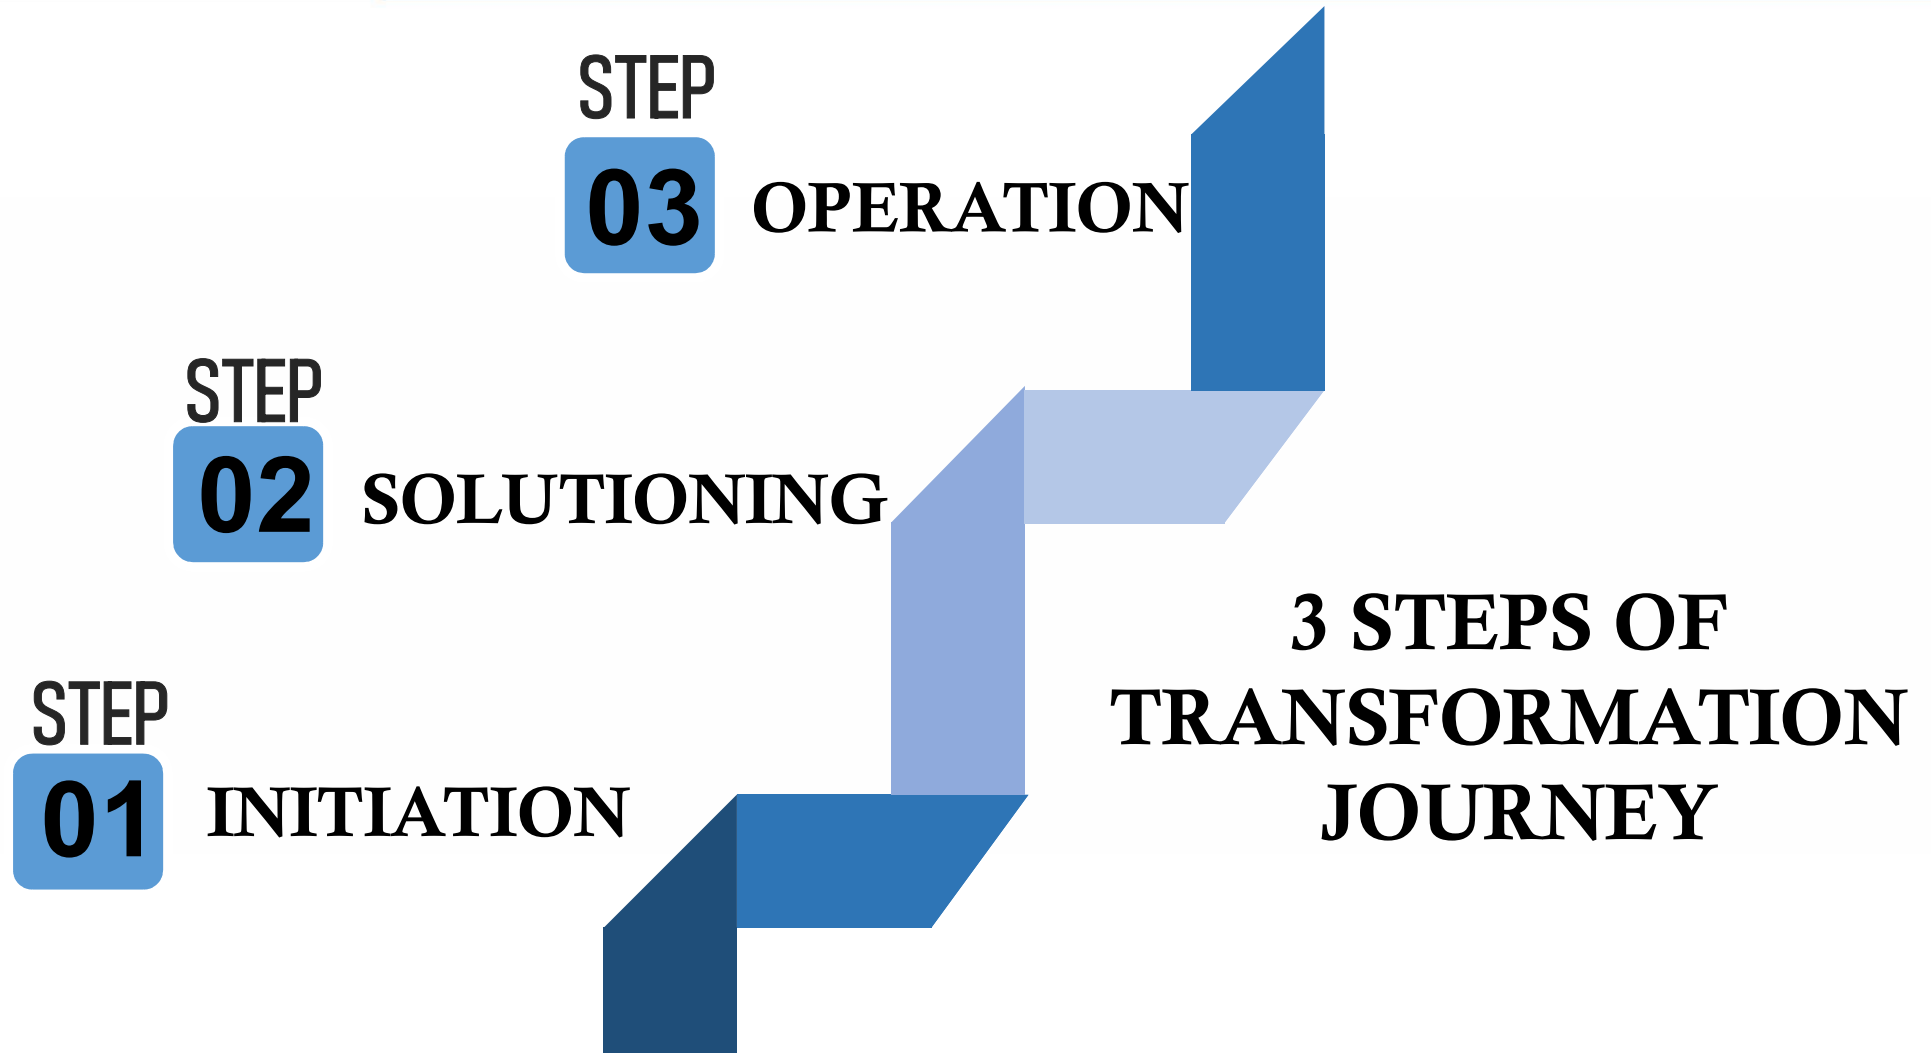 STEP
03 OPERATION
STEP
02 SOLUTIONING
STEP
01 INITIATION
3 STEPS OF
TRANSFORMATION
JOURNEY